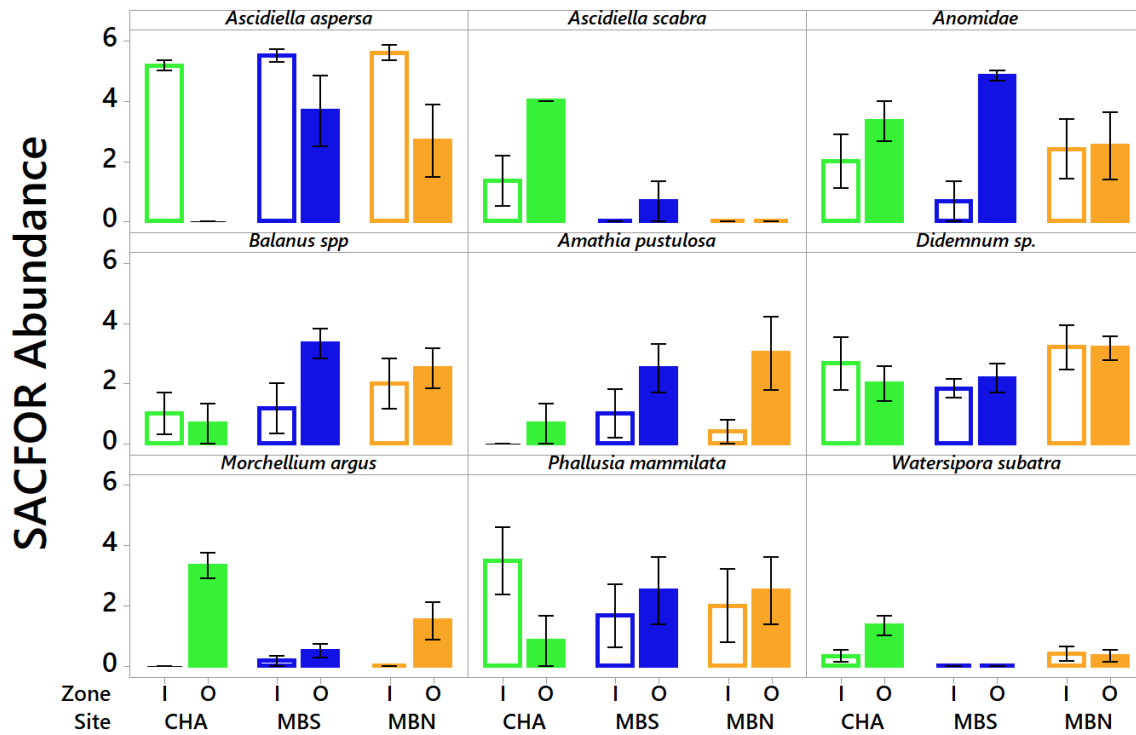 SACFOR Abundance
Ascidiella aspersa Ascidiella scabra Anomidae
6
4
2
0
Balanus spp Amathia pustulosa Didemnum sp.
6
4
2
0
Morchellium argus Phallusia mammilata Watersipora subatra
6
4
2
0
Zone I O I O I O I O I O I O I O I O I O
Site CHA MBS MBN CHA MBS MBN CHA MBS MBN